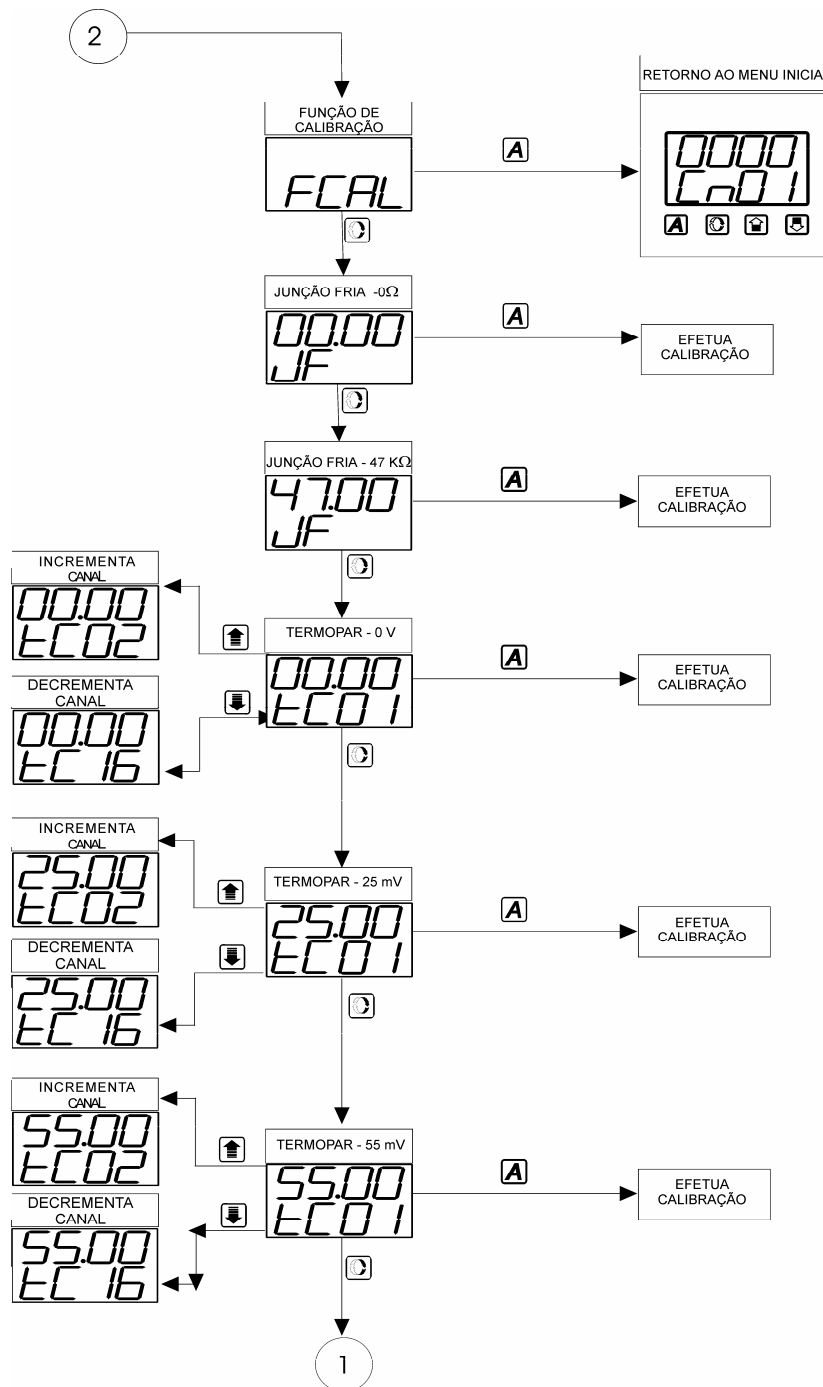 2
RETORNO AO MENU INICIA
FUNÇÃO DE
CALIBRAÇÃO
FCAL
A
0000
Cn01
A
JUNÇÃO FRIA -0Ω
00.00
JF
A
EFETUA
CALIBRAÇÃO
JUNÇÃO FRIA - 47 KΩ
47.00
JF
A
EFETUA
CALIBRAÇÃO
INCREMENTA
CANAL
00.00
tC02
TERMOPAR - 0 V
00.00
tC01
A
EFETUA
CALIBRAÇÃO
DECREMENTA
CANAL
00.00
tC16
INCREMENTA
CANAL
25.00
tC02
TERMOPAR - 25 mV
25.00
tC01
A
EFETUA
CALIBRAÇÃO
DECREMENTA
CANAL
25.00
tC16
INCREMENTA
CANAL
55.00
tC02
TERMOPAR - 55 mV
55.00
tC01
A
EFETUA
CALIBRAÇÃO
DECREMENTA
CANAL
55.00
tC16
1